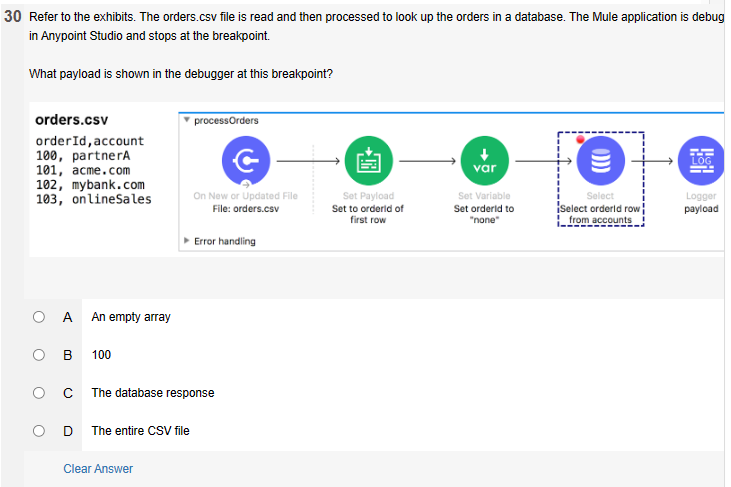 30 Refer to the exhibits. The orders.csv file is read and then processed to look up the orders in a database. The Mule application is debug
in Anypoint Studio and stops at the breakpoint.
What payload is shown in the debugger at this breakpoint?
orders.csv
orderId,account
100, partnerA
101, acme.com
102, mybank.com
103, onlineSales
processOrders
On New or Updated File
File: orders.csv
Set Payload
Set to orderId of
first row
var
Set Variable
Set orderId to
"none"
Select
Select orderId row
from accounts
LOG
Logger
payload
Error handling
A An empty array
B 100
C The database response
D The entire CSV file
Clear Answer